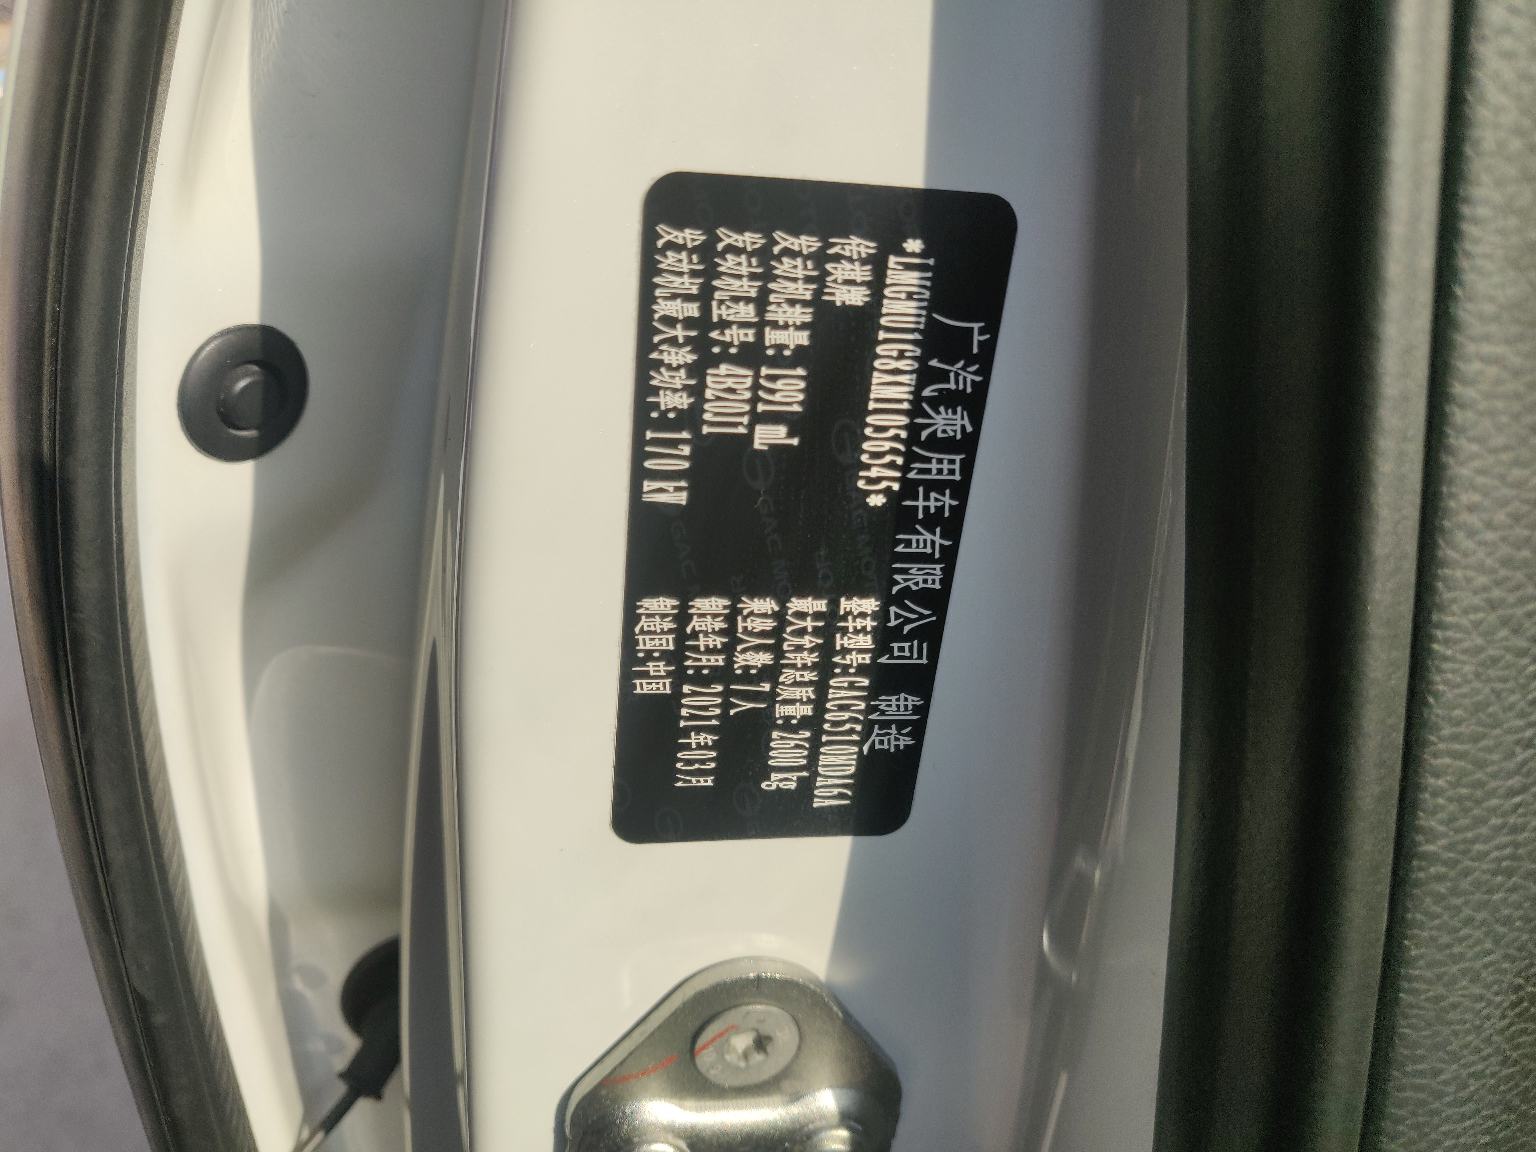 广汽乘用车有限公司 制造
*LMGMU1G8XM1056545*
传祺牌
整车型号:GAC6510MDA6A
发动机排量: 1991 mL
最大允许总质量: 2600 kg
发动机型号: 4B20J1
乘坐人数: 7人
发动机最大净功率: 170 kW
制造年月: 2021年03月
制造国:中国